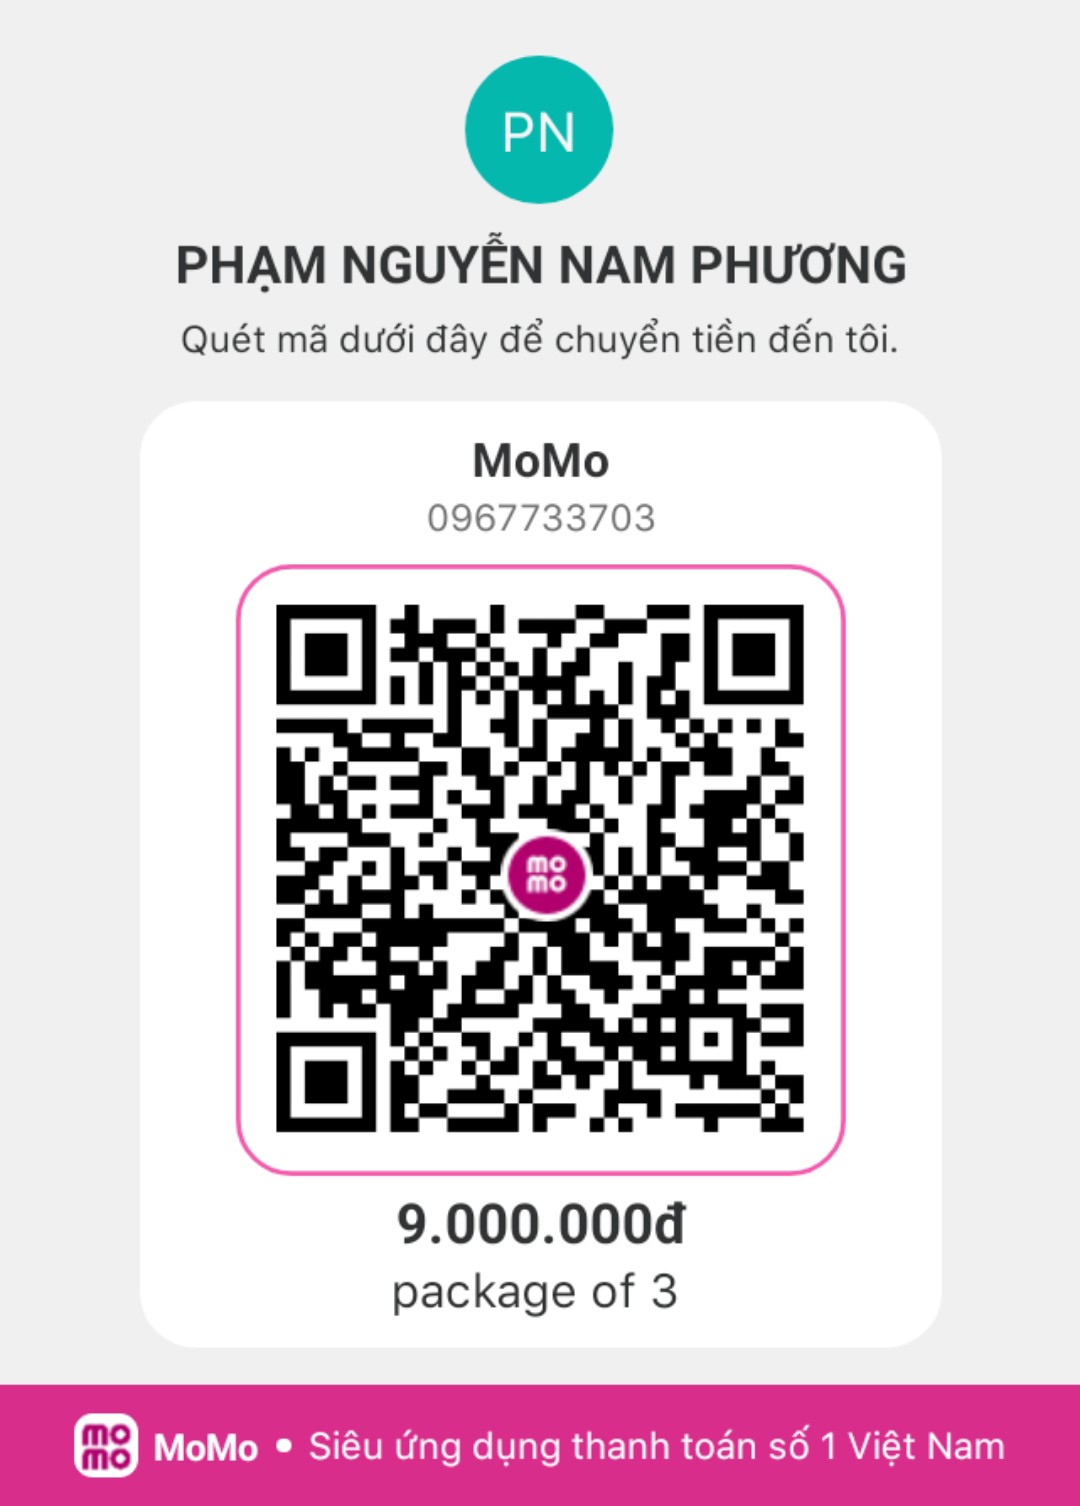 PN
PHẠM NGUYỄN NAM PHƯƠNG
Quét mã dưới đây để chuyển tiền đến tôi.
MoMo
0967733703
mo
mo
9.000.000đ
package of 3
mo
mo
MoMo • Siêu ứng dụng thanh toán số 1 Việt Nam